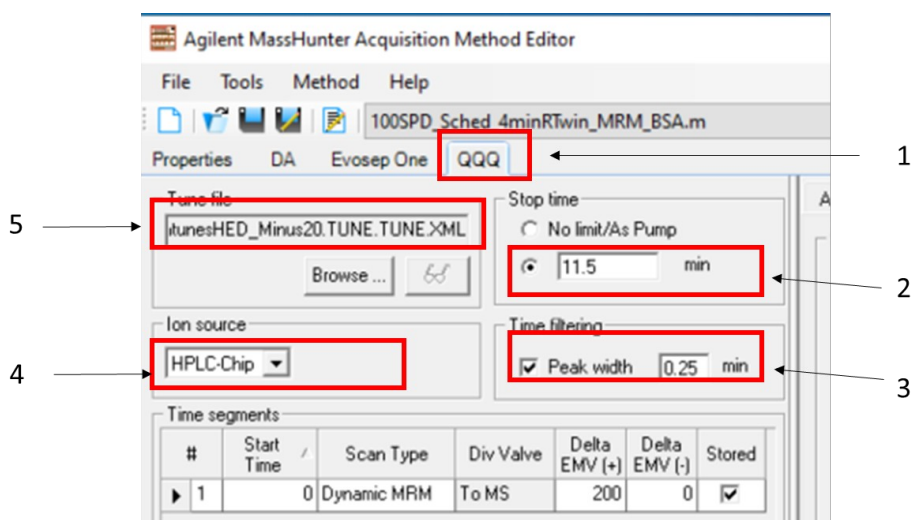 Agilent MassHunter Acquisition Method Editor
File Tools Method Help
100SPD_Sched_4minRTwin_MRM_BSA.m
Properties DA Evosep One QQQ
1
Tune file
\tunesHED_Minus20.TUNE.TUNE.XML
Browse ...
5
Stop time
No limit/As Pump
11.5 min
2
Ion source
HPLC-Chip
4
Time filtering
Peak width 0.25 min
3
Time segments
# Start Time / Scan Type Div Valve Delta EMV (+) Delta EMV (-) Stored
1 0 Dynamic MRM To MS 200 0